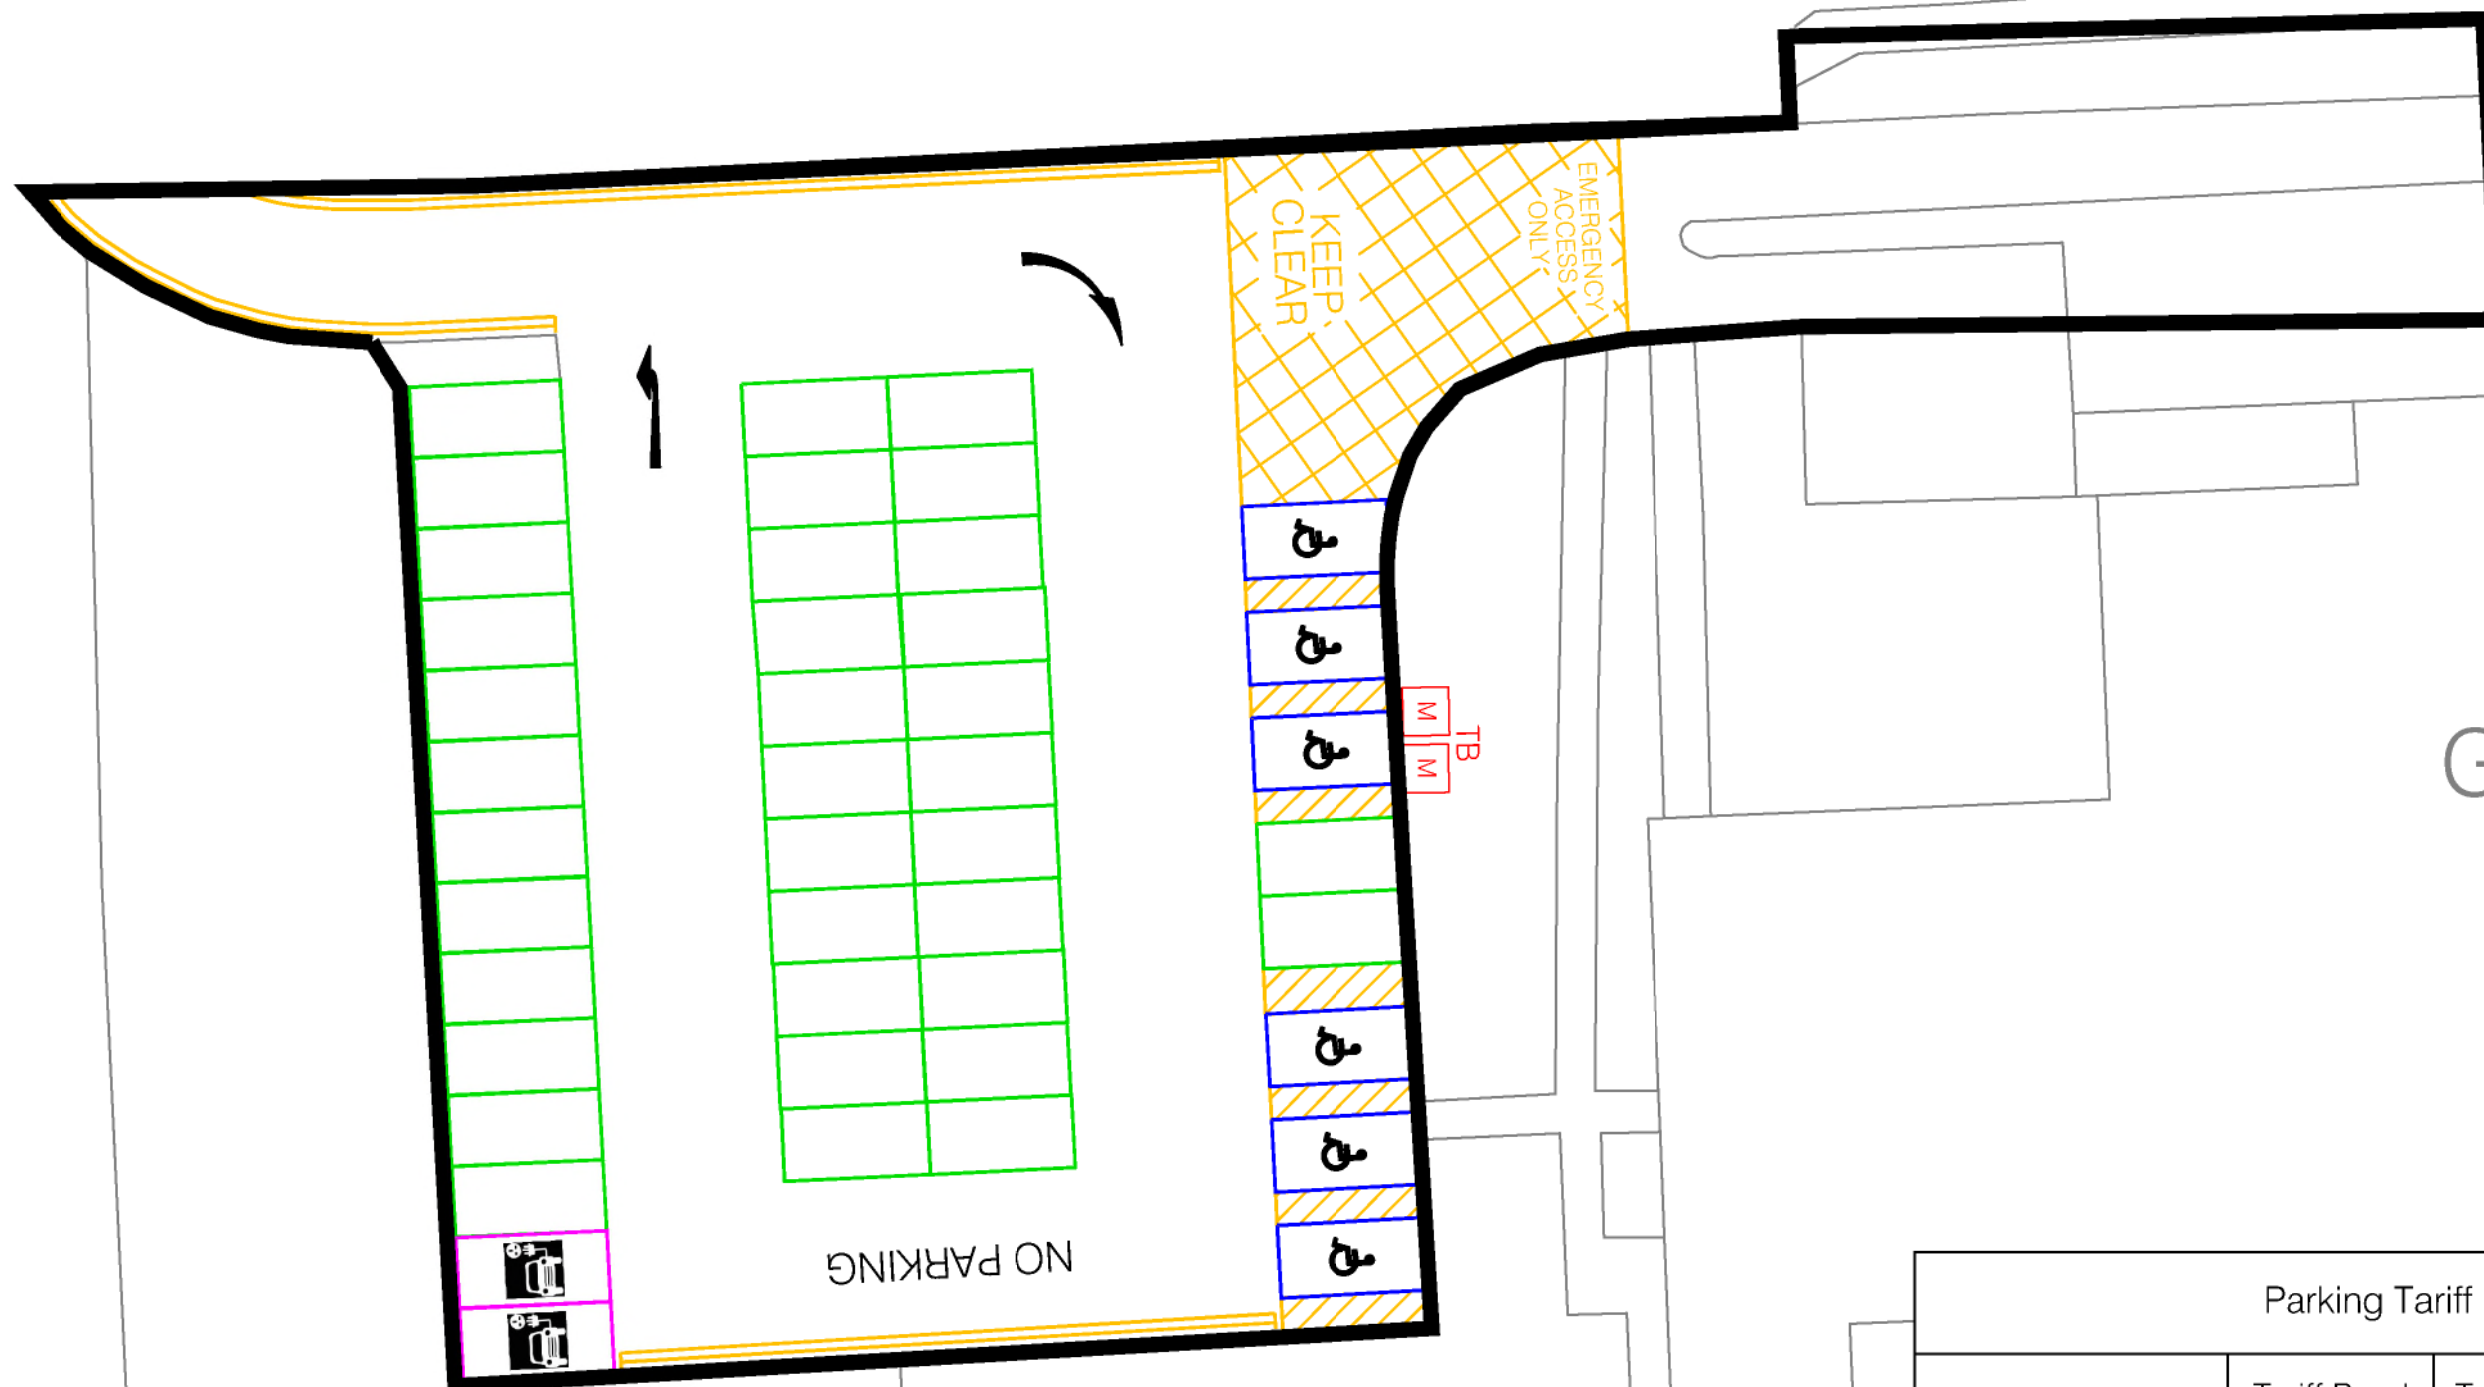 KEEP
CLEAR
EMERGENCY
ACCESS
ONLY
M
M
TB
G
NO PARKING
Parking Tariff